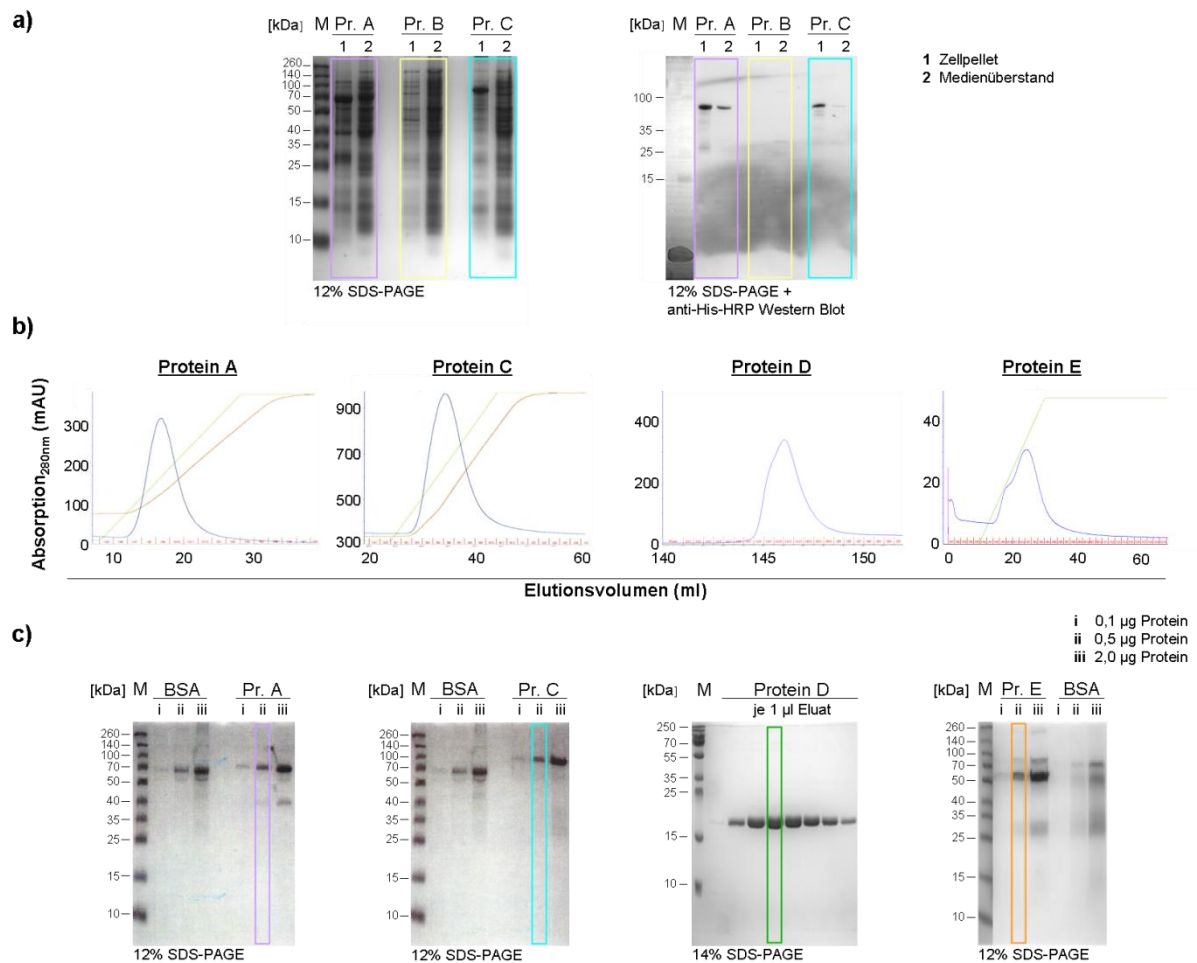 a)
[kDa] M Pr. A Pr. B Pr. C
1 2 1 2 1 2
260
140
100
70
50
40
35
25
15
10
12% SDS-PAGE
[kDa] M Pr. A Pr. B Pr. C
1 2 1 2 1 2
100
35
25
15
12% SDS-PAGE +
anti-His-HRP Western Blot
1 Zellpellet
2 Medienüberstand
b)
Protein A
Protein C
Protein D
Protein E
Absorption280nm (mAU)
300
200
100
0
10 20 30
900
700
500
300
20 40 60
400
200
0
140 145 150
40
20
0
0 20 40 60
Elutionsvolumen (ml)
c)
i 0,1 µg Protein
ii 0,5 µg Protein
iii 2,0 µg Protein
[kDa] M BSA Pr. A
i ii iii i ii iii
260
140
100
70
50
40
35
25
15
10
12% SDS-PAGE
[kDa] M BSA Pr. C
i ii iii i ii iii
260
140
100
70
50
40
35
25
15
10
12% SDS-PAGE
[kDa] M Protein D
je 1 µl Eluat
250
70
55
35
25
15
10
14% SDS-PAGE
[kDa] M Pr. E BSA
i ii iii i ii iii
260
140
100
70
50
40
35
25
15
10
12% SDS-PAGE